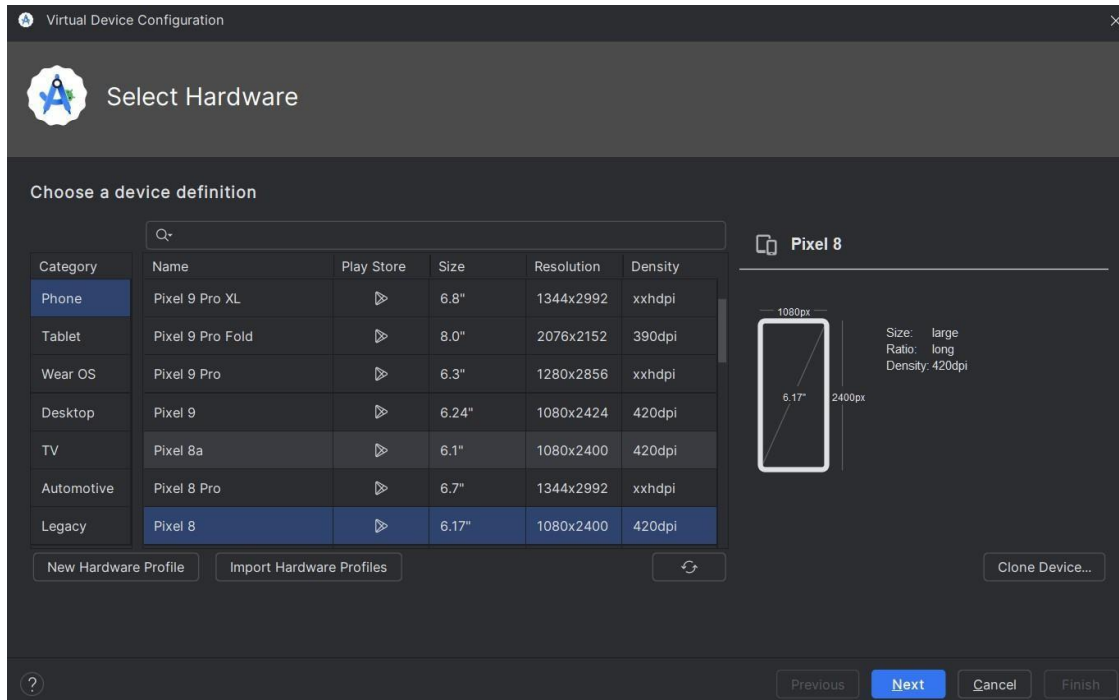 Virtual Device Configuration
Select Hardware
Choose a device definition
Category Name Play Store Size Resolution Density
Phone Pixel 9 Pro XL 6.8" 1344x2992 xxhdpi
Tablet Pixel 9 Pro Fold 8.0" 2076x2152 390dpi
Wear OS Pixel 9 Pro 6.3" 1280x2856 xxhdpi
Desktop Pixel 9 6.24" 1080x2424 420dpi
TV Pixel 8a 6.1" 1080x2400 420dpi
Automotive Pixel 8 Pro 6.7" 1344x2992 xxhdpi
Legacy Pixel 8 6.17" 1080x2400 420dpi
New Hardware Profile Import Hardware Profiles
Pixel 8
1080px
6.17"
2400px
Size: large
Ratio: long
Density: 420dpi
Clone Device...
? Previous Next Cancel Finish